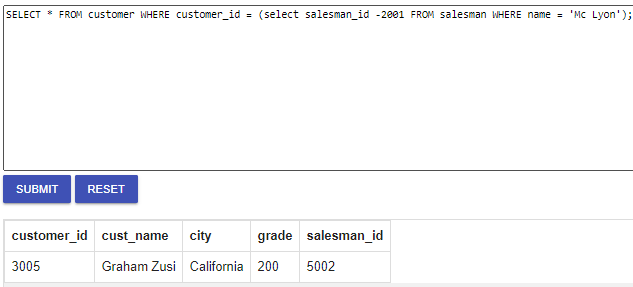 SELECT * FROM customer WHERE customer_id = (select salesman_id -2001 FROM salesman WHERE name = 'Mc Lyon');
SUBMIT RESET
customer_id cust_name city grade salesman_id
3005 Graham Zusi California 200 5002